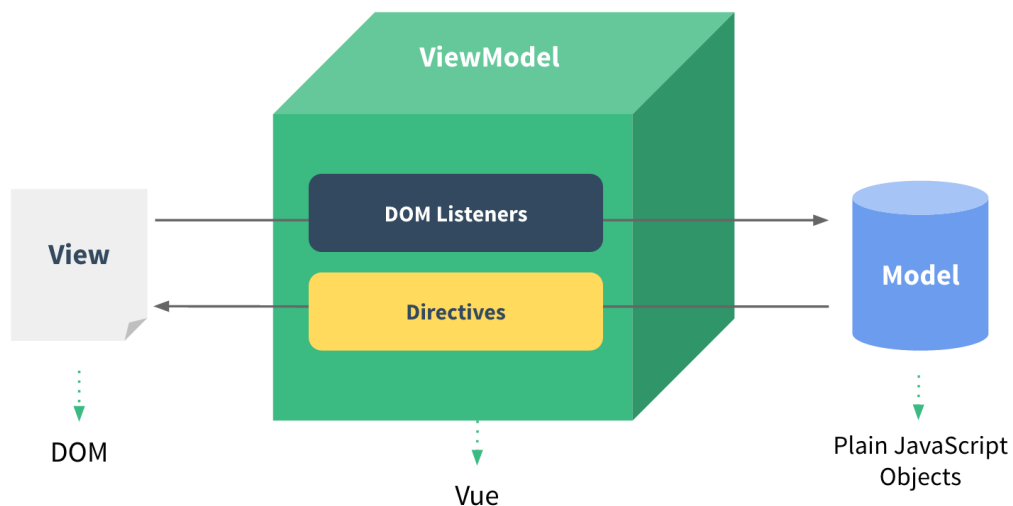 ViewModel
DOM Listeners
View
Model
Directives
DOM
Plain JavaScript
Objects
Vue